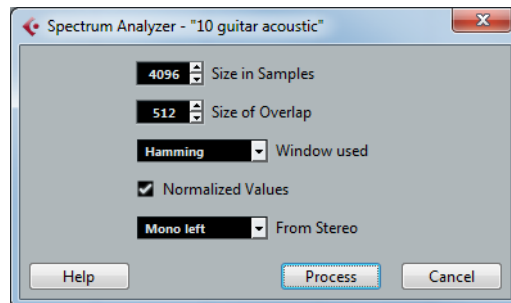 Spectrum Analyzer - "10 guitar acoustic"
4096 Size in Samples
512 Size of Overlap
Hamming Window used
Normalized Values
Mono left From Stereo
Help Process Cancel